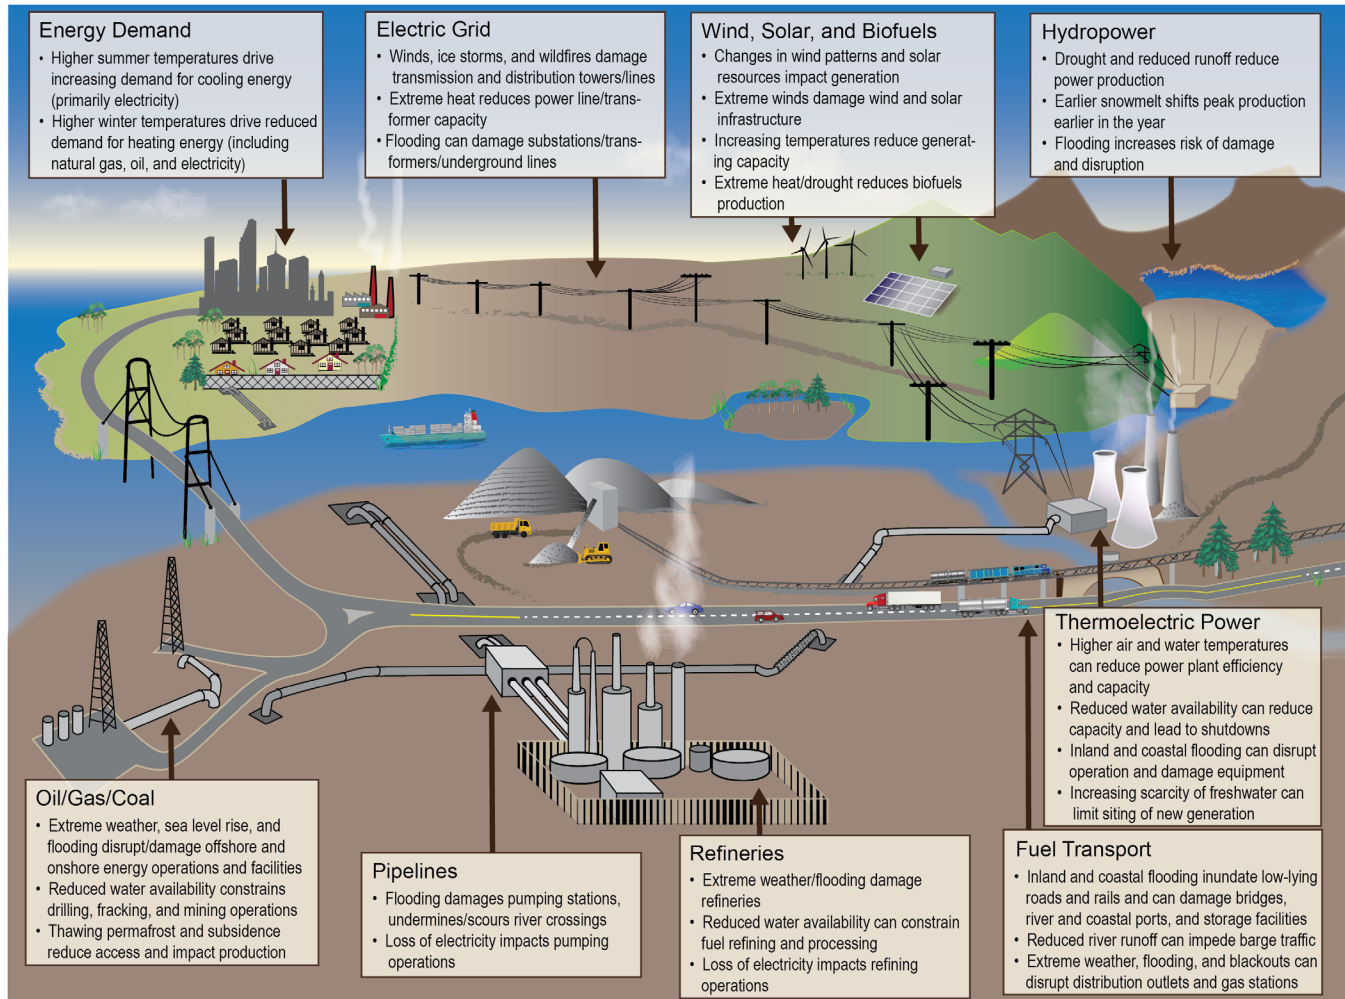 Energy Demand
• Higher summer temperatures drive
increasing demand for cooling energy
(primarily electricity)
• Higher winter temperatures drive reduced
demand for heating energy (including
natural gas, oil, and electricity)
Electric Grid
• Winds, ice storms, and wildfires damage
transmission and distribution towers/lines
• Extreme heat reduces power line/trans-
former capacity
• Flooding can damage substations/trans-
formers/underground lines
Wind, Solar, and Biofuels
• Changes in wind patterns and solar
resources impact generation
• Extreme winds damage wind and solar
infrastructure
• Increasing temperatures reduce generat-
ing capacity
• Extreme heat/drought reduces biofuels
production
Hydropower
• Drought and reduced runoff reduce
power production
• Earlier snowmelt shifts peak production
earlier in the year
• Flooding increases risk of damage
and disruption
Thermoelectric Power
• Higher air and water temperatures
can reduce power plant efficiency
and capacity
• Reduced water availability can reduce
capacity and lead to shutdowns
• Inland and coastal flooding can disrupt
operation and damage equipment
• Increasing scarcity of freshwater can
limit siting of new generation
Oil/Gas/Coal
• Extreme weather, sea level rise, and
flooding disrupt/damage offshore and
onshore energy operations and facilities
• Reduced water availability constrains
drilling, fracking, and mining operations
• Thawing permafrost and subsidence
reduce access and impact production
Pipelines
• Flooding damages pumping stations,
undermines/scours river crossings
• Loss of electricity impacts pumping
operations
Refineries
• Extreme weather/flooding damage
refineries
• Reduced water availability can constrain
fuel refining and processing
• Loss of electricity impacts refining
operations
Fuel Transport
• Inland and coastal flooding inundate low-lying
roads and rails and can damage bridges,
river and coastal ports, and storage facilities
• Reduced river runoff can impede barge traffic
• Extreme weather, flooding, and blackouts can
disrupt distribution outlets and gas stations